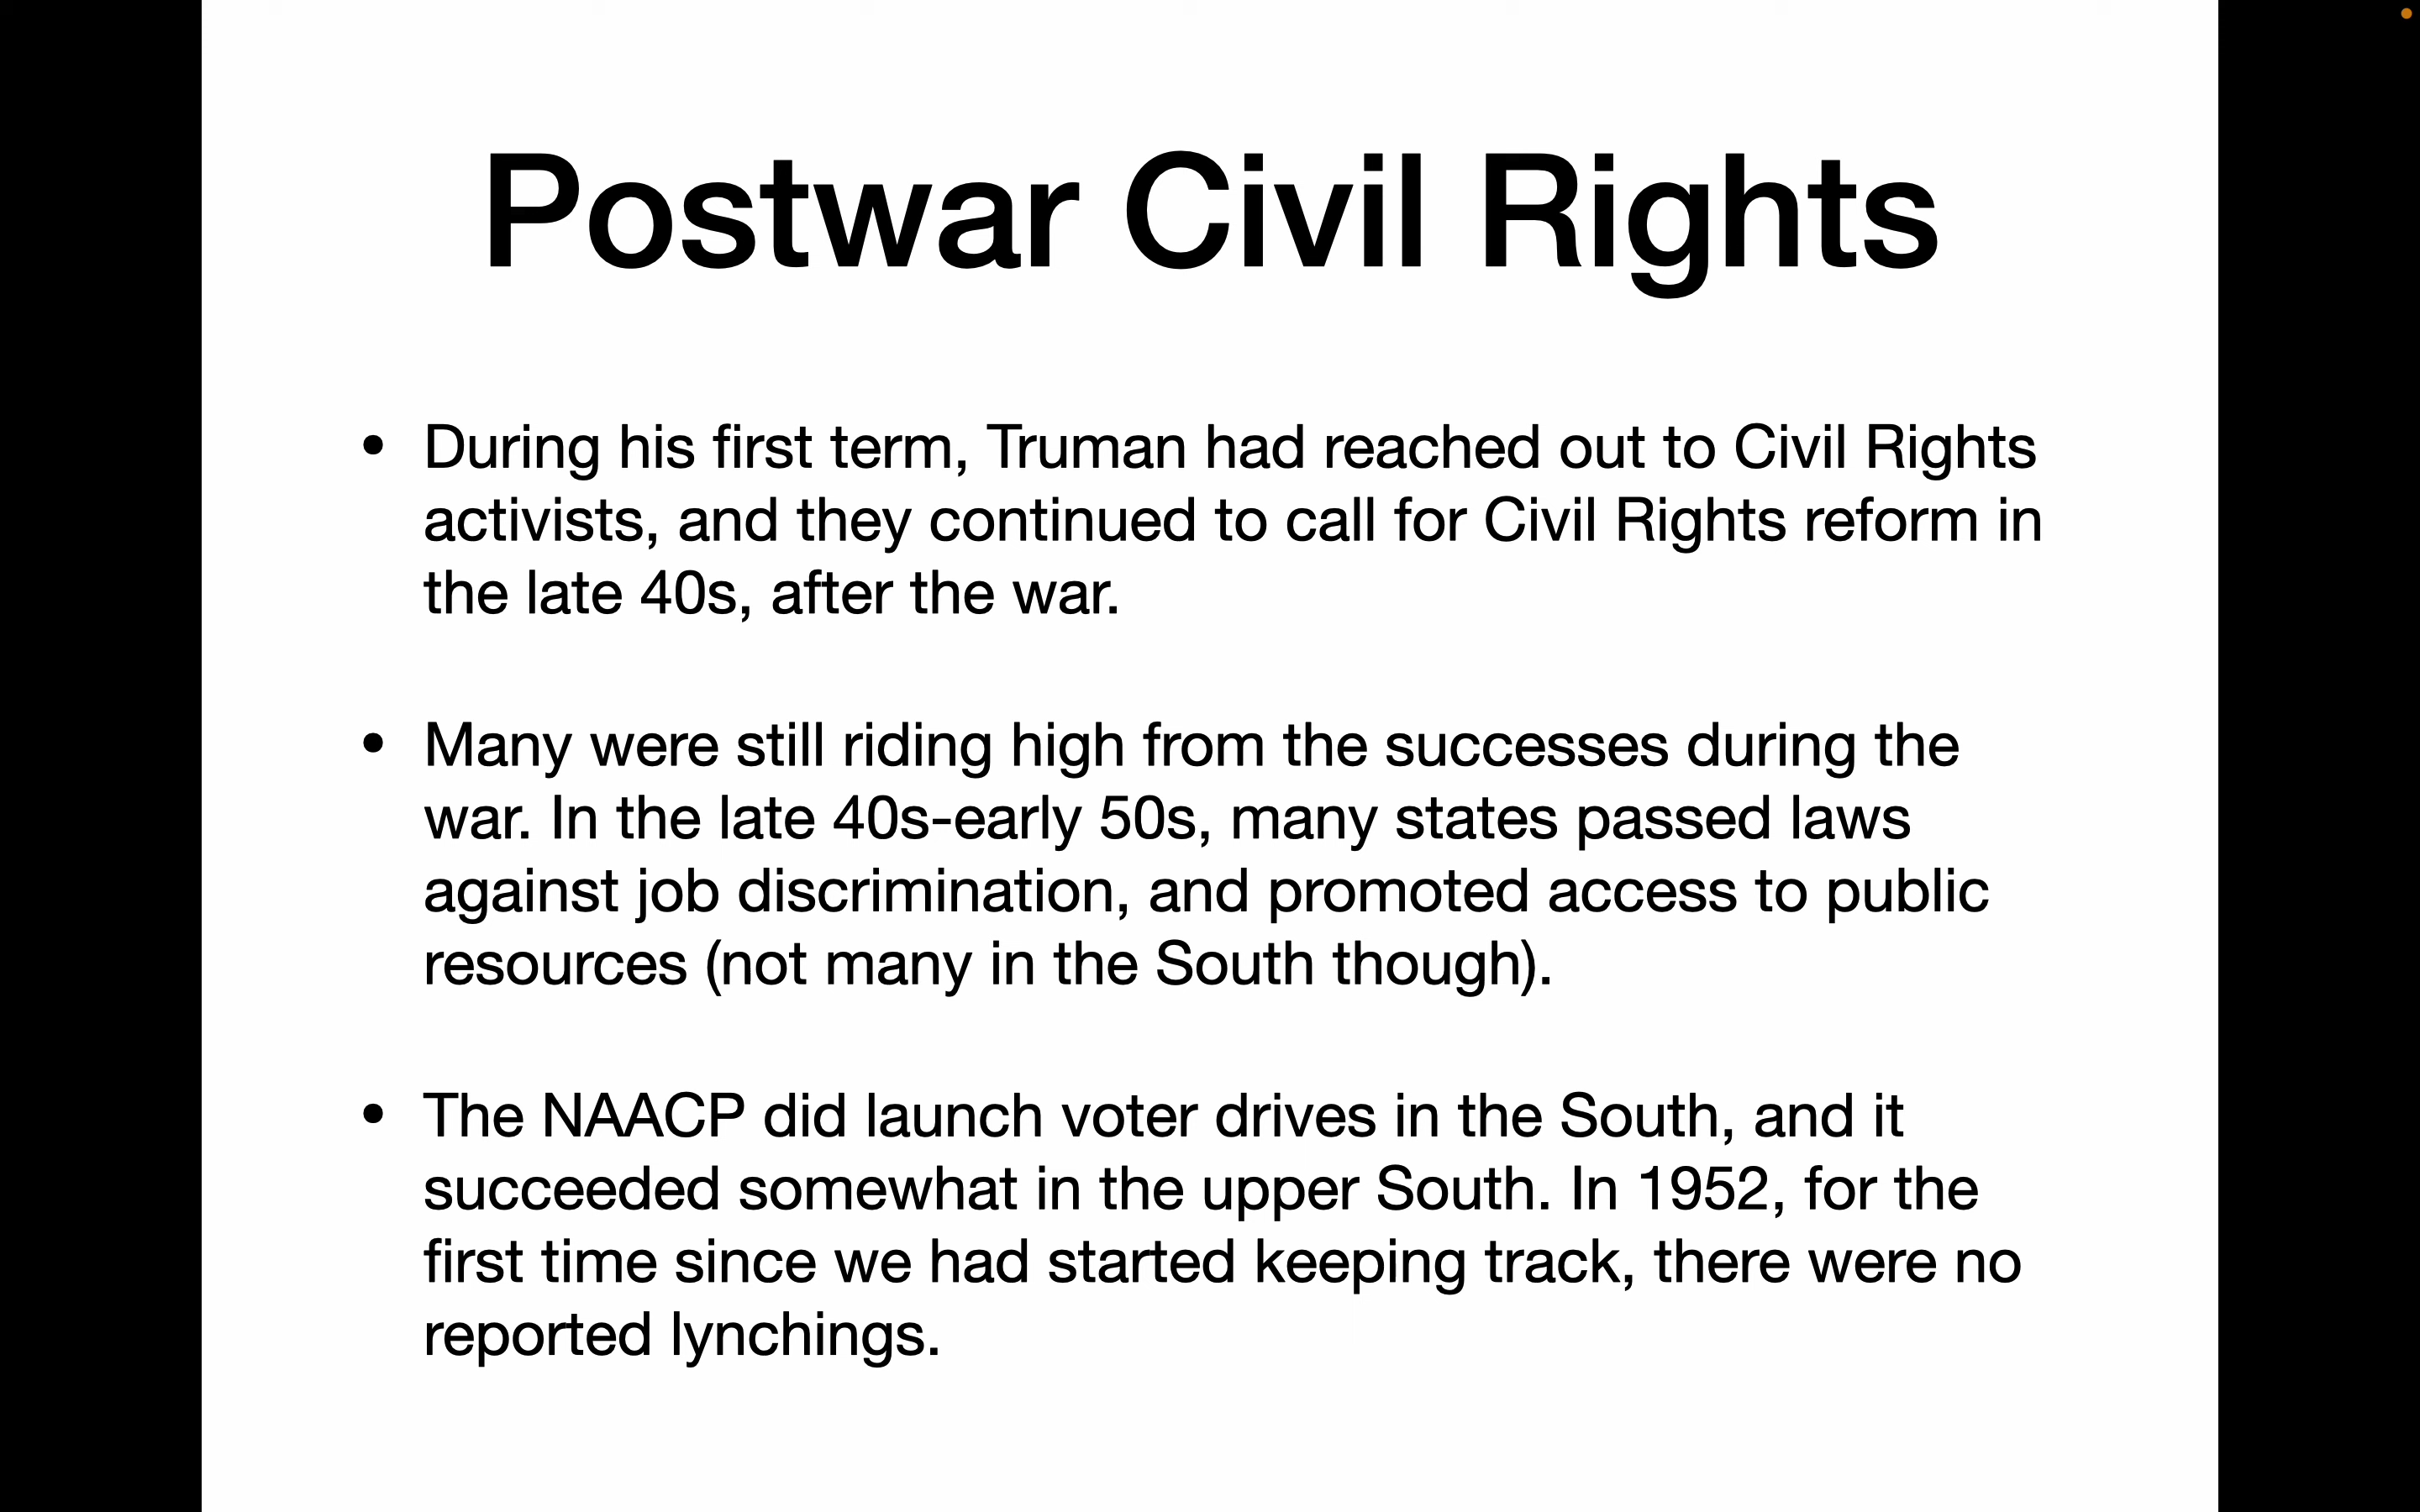 Postwar Civil Rights
• During his first term, Truman had reached out to Civil Rights
activists, and they continued to call for Civil Rights reform in
the late 40s, after the war.
• Many were still riding high from the successes during the
war. In the late 40s-early 50s, many states passed laws
against job discrimination, and promoted access to public
resources (not many in the South though).
• The NAACP did launch voter drives in the South, and it
succeeded somewhat in the upper South. In 1952, for the
first time since we had started keeping track, there were no
reported lynchings.